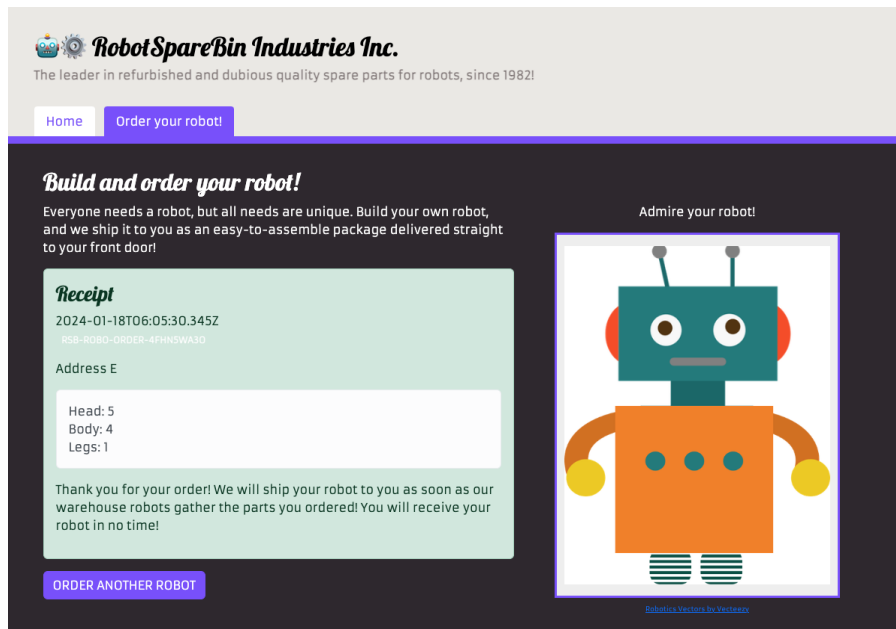 RobotSpareBin Industries Inc.
The leader in refurbished and dubious quality spare parts for robots, since 1982!
Home
Order your robot!
Build and order your robot!
Everyone needs a robot, but all needs are unique. Build your own robot,
and we ship it to you as an easy-to-assemble package delivered straight
to your front door!
Receipt
2024-01-18T06:05:30.345Z
RSB-ROBO-ORDER-4FHN5WA3O
Address E
Head: 5
Body: 4
Legs: 1
Thank you for your order! We will ship your robot to you as soon as our
warehouse robots gather the parts you ordered! You will receive your
robot in no time!
ORDER ANOTHER ROBOT
Admire your robot!
Robotics Vectors by Vecteezy